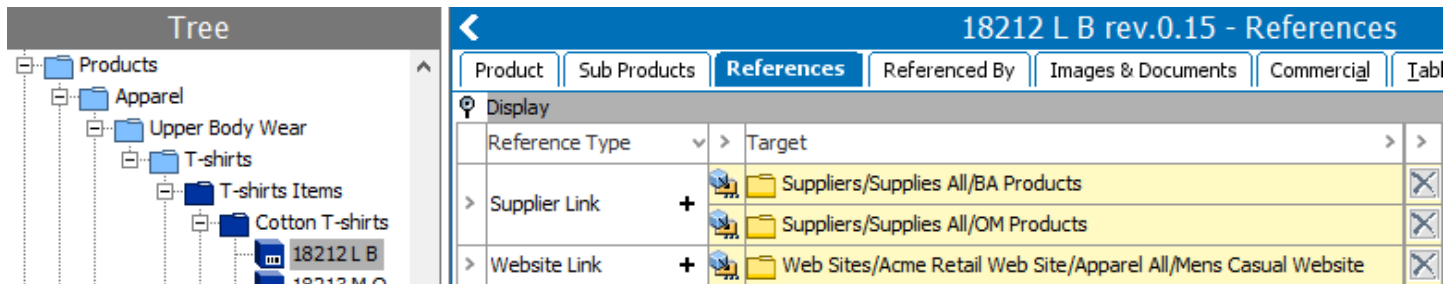 Tree
Products
Apparel
Upper Body Wear
T-shirts
T-shirts Items
Cotton T-shirts
18212 L B
18212 L B rev.0.15 - References
Product Sub Products References Referenced By Images & Documents Commercial
Display
Reference Type Target
Supplier Link
Suppliers/Supplies All/BA Products
Suppliers/Supplies All/OM Products
Website Link Web Sites/Acme Retail Web Site/Apparel All/Mens Casual Website